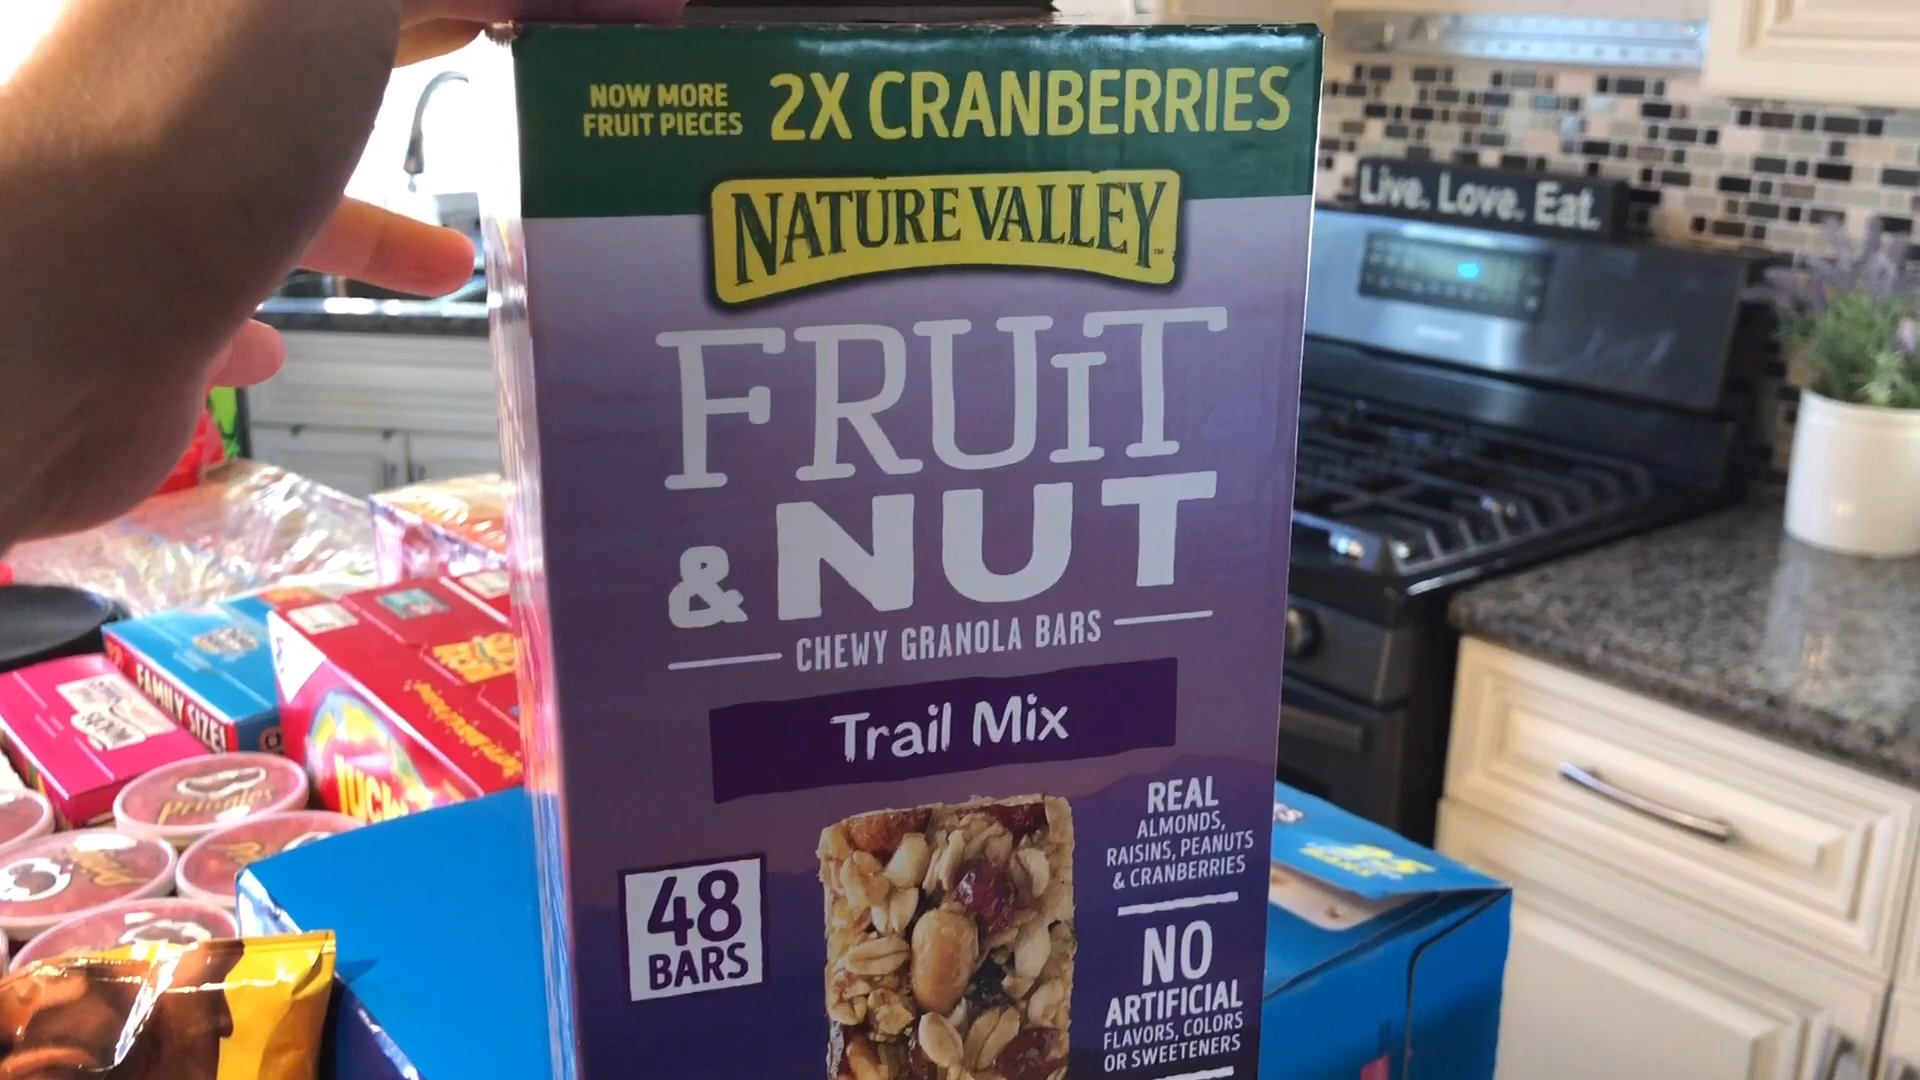 NOW MORE
FRUIT PIECES
2X CRANBERRIES
NATURE VALLEY
FRUiT
& NUT
CHEWY GRANOLA BARS
Trail Mix
REAL
ALMONDS,
RAISINS, PEANUTS
& CRANBERRIES
48
BARS
NO
ARTIFICIAL
FLAVORS, COLORS
OR SWEETENERS
Live. Love. Eat.
FAMILY SIZE!
Pringles